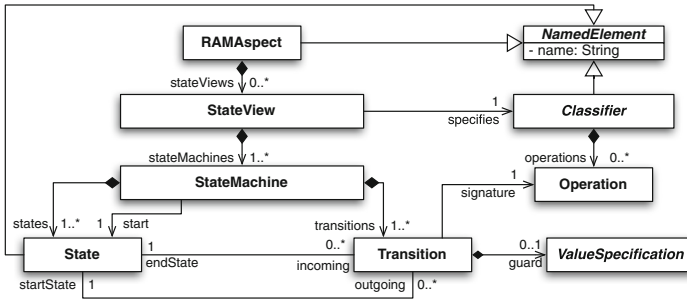 RAMAspect
NamedElement
- name: String
stateViews 0..*
StateView
1
specifies
Classifier
stateMachines 1..*
operations 0..*
StateMachine
1
signature
Operation
states 1..*
1 start
transitions 1..*
State
1
endState
0..*
incoming
Transition
0..1
guard
ValueSpecification
startState 1
outgoing 0..*